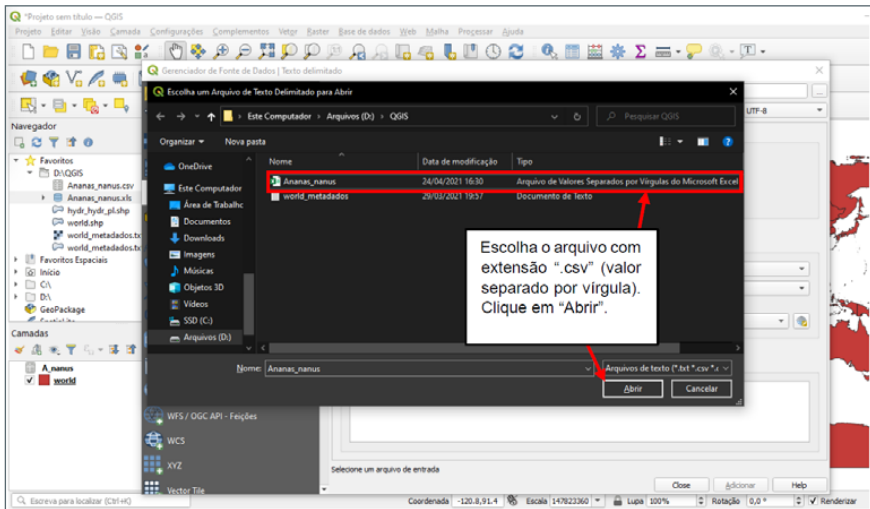 *Projeto sem título — QGIS
Projeto Editar Visão Camada Configurações Complementos Vetor Raster Base de dados Web Malha Processar Ajuda
Gerenciador de Fonte de Dados | Texto delimitado
Escolha um Arquivo de Texto Delimitado para Abrir
Este Computador > Arquivos (D:) > QGIS
Pesquisar QGIS
UTF-8
Organizar
Nova pasta
Navegador
Favoritos
D:\QGIS
Ananas_nanus.csv
Ananas_nanus.xls
hydr_hydr_pl.shp
world.shp
world_metadados.tx
world_metadados.tx
Favoritos Espaciais
Início
C:\
D:\
GeoPackage
Camadas
A_nanus
world
OneDrive
Este Computador
Área de Trabalho
Documentos
Downloads
Imagens
Músicas
Objetos 3D
Vídeos
SSD (C:)
Arquivos (D:)
Nome
Data de modificação
Tipo
Ananas_nanus
24/04/2021 16:30
Arquivo de Valores Separados por Vírgulas do Microsoft Excel
world_metadados
29/03/2021 19:57
Documento de Texto
Escolha o arquivo com
extensão “.csv” (valor
separado por vírgula).
Clique em “Abrir”.
Nome: Ananas_nanus
Arquivos de texto (*.txt *.csv
Abrir
Cancelar
WFS / OGC API - Feições
WCS
XYZ
Vector Tile
Selecione um arquivo de entrada
Close
Adicionar
Help
Escreva para localizar (Ctrl+K)
Coordenada -120.8,91.4
Escala 147823360
Lupa 100%
Rotação 0,0 °
Renderizar